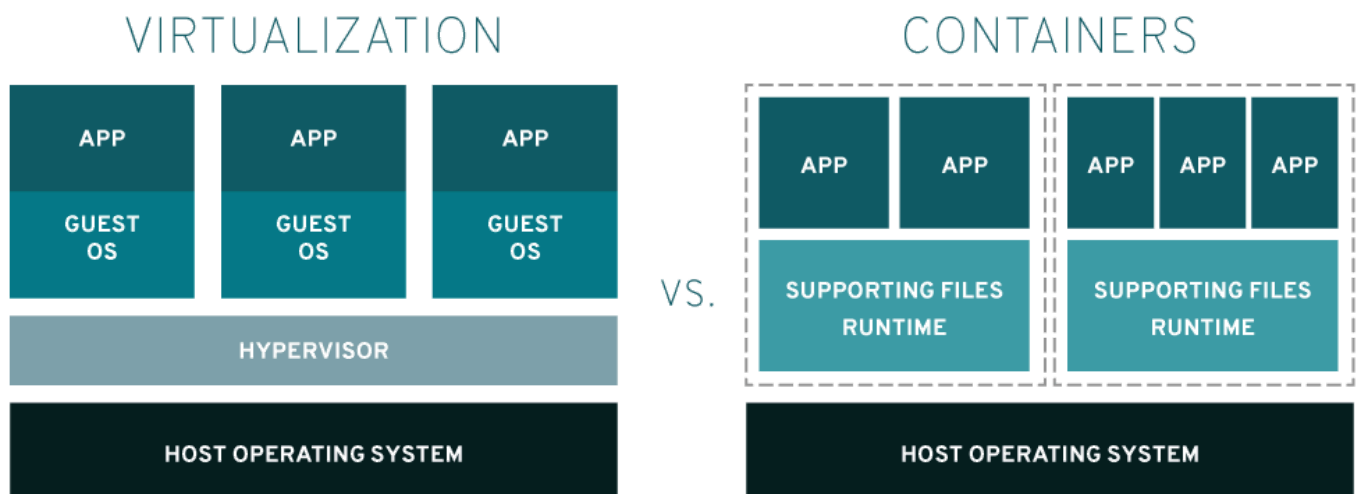 VIRTUALIZATION
APP
APP
APP
GUEST
OS
GUEST
OS
GUEST
OS
HYPERVISOR
HOST OPERATING SYSTEM
VS.
CONTAINERS
APP
APP
APP
APP
APP
SUPPORTING FILES
RUNTIME
SUPPORTING FILES
RUNTIME
HOST OPERATING SYSTEM